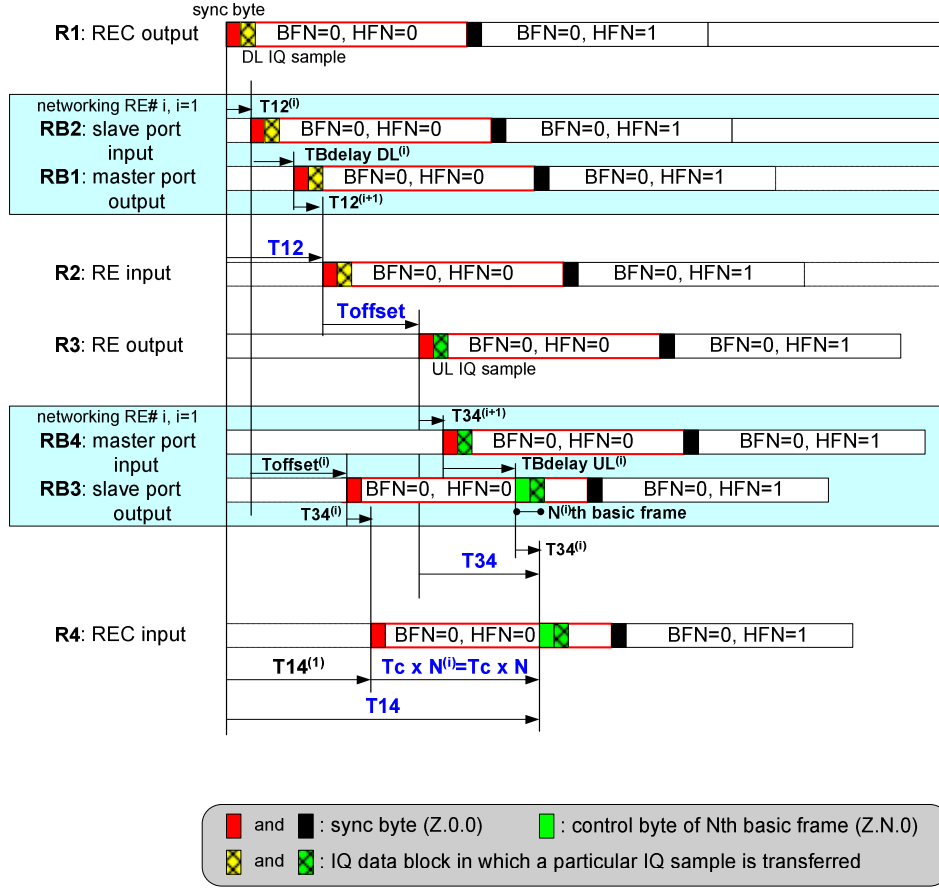 sync byte
R1: REC output
BFN=0, HFN=0
BFN=0, HFN=1
DL IQ sample
networking RE# i, i=1
T12(i)
RB2: slave port
input
BFN=0, HFN=0
BFN=0, HFN=1
TBdelay DL(i)
RB1: master port
output
BFN=0, HFN=0
BFN=0, HFN=1
T12(i+1)
T12
R2: RE input
BFN=0, HFN=0
BFN=0, HFN=1
Toffset
R3: RE output
BFN=0, HFN=0
BFN=0, HFN=1
UL IQ sample
networking RE# i, i=1
T34(i+1)
RB4: master port
input
BFN=0, HFN=0
BFN=0, HFN=1
Toffset(i)
TBdelay UL(i)
RB3: slave port
output
BFN=0, HFN=0
BFN=0, HFN=1
T34(i)
N(i)th basic frame
T34(i)
T34
R4: REC input
BFN=0, HFN=0
BFN=0, HFN=1
T14(1)
Tc x N(i)=Tc x N
T14
and : sync byte (Z.0.0)
: control byte of Nth basic frame (Z.N.0)
and : IQ data block in which a particular IQ sample is transferred